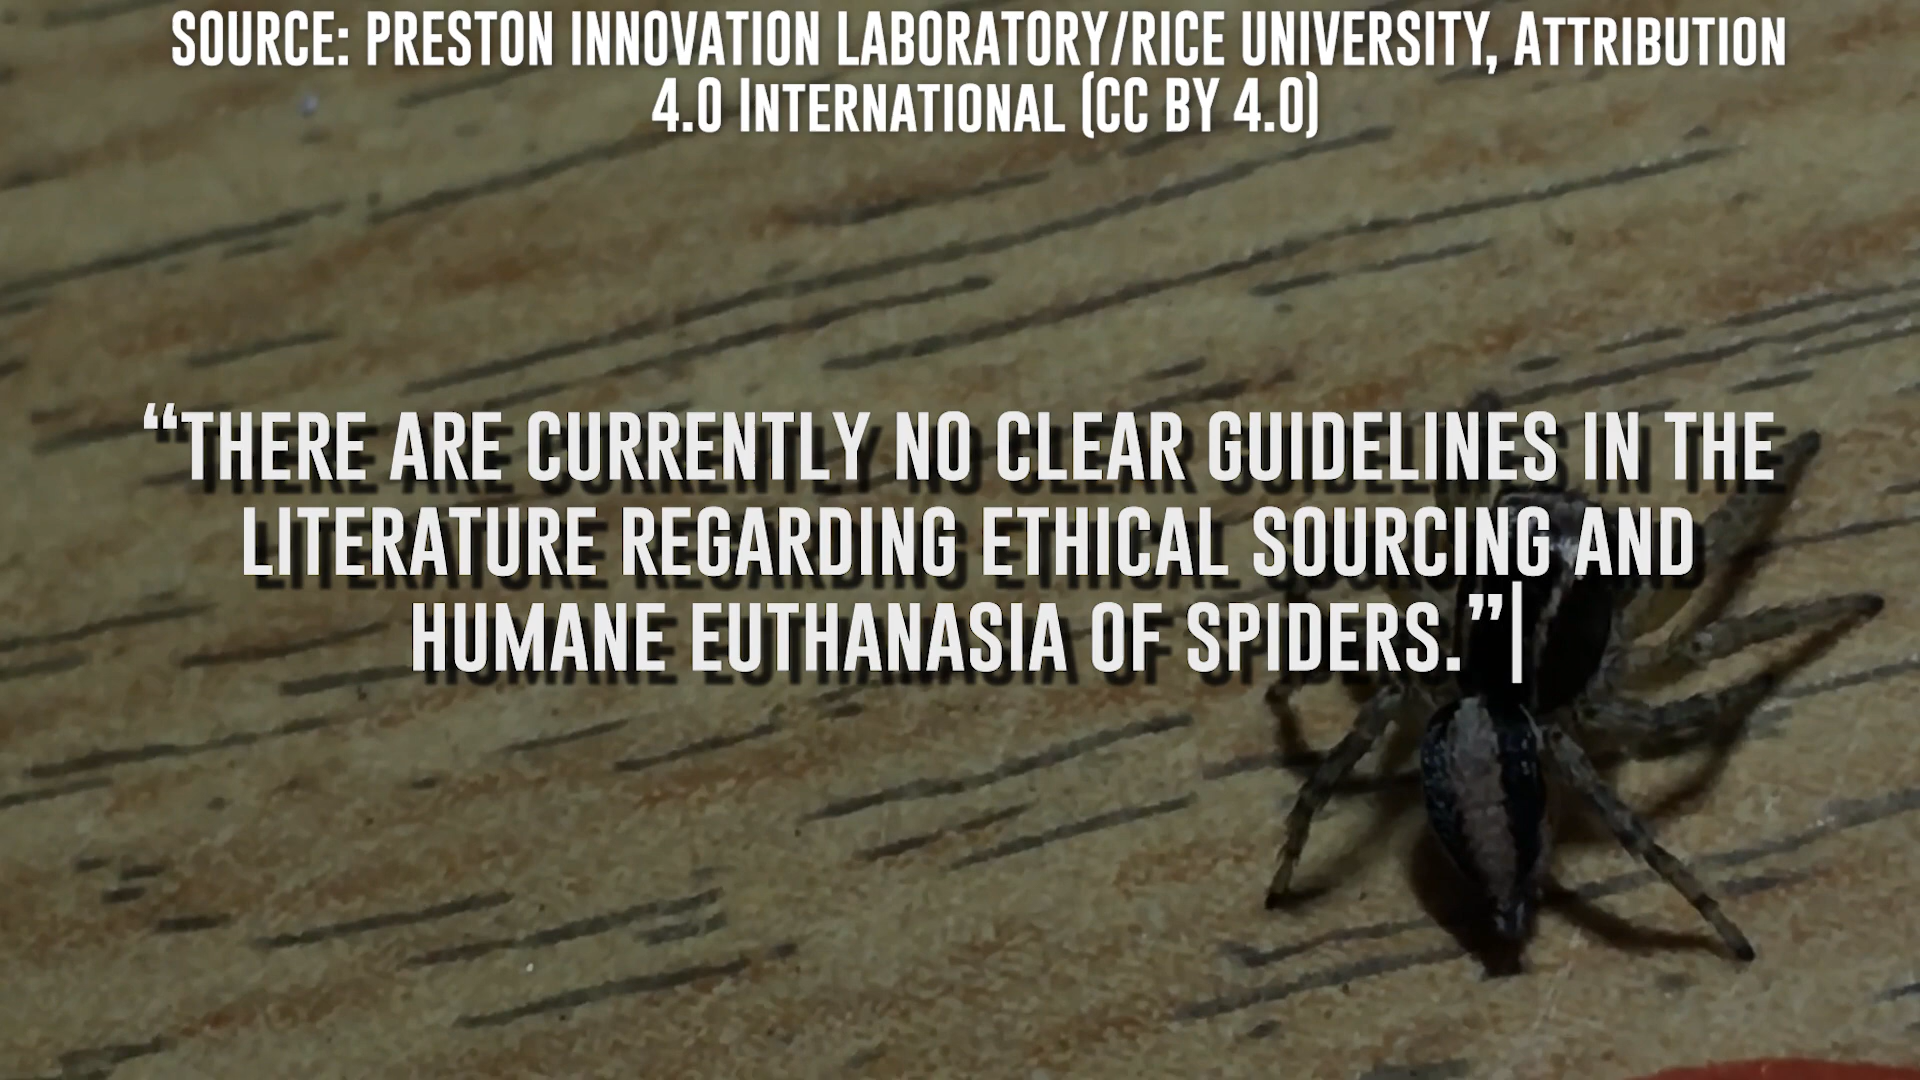 SOURCE: PRESTON INNOVATION LABORATORY/RICE UNIVERSITY, ATTRIBUTION
4.0 INTERNATIONAL (CC BY 4.0)
“THERE ARE CURRENTLY NO CLEAR GUIDELINES IN THE
LITERATURE REGARDING ETHICAL SOURCING AND
HUMANE EUTHANASIA OF SPIDERS.”